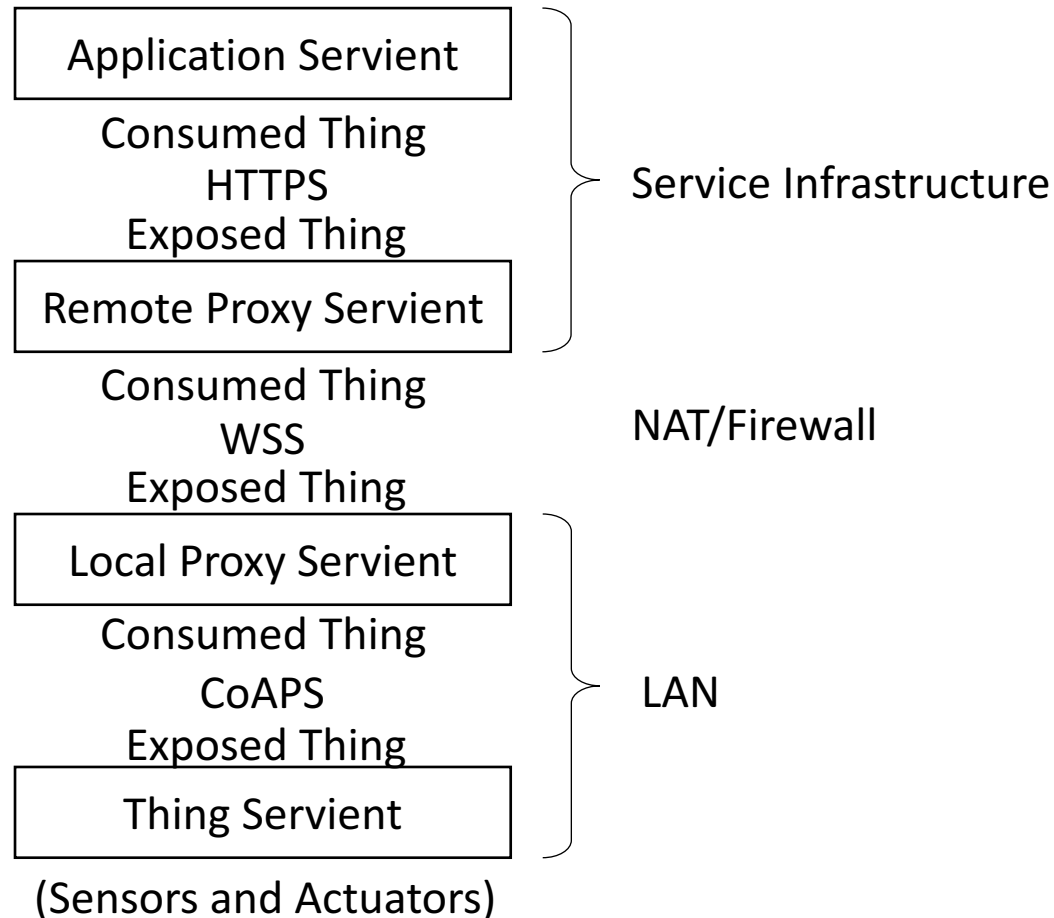 Application Servient
Consumed Thing
HTTPS
Exposed Thing
Service Infrastructure
Remote Proxy Servient
Consumed Thing
WSS
Exposed Thing
NAT/Firewall
Local Proxy Servient
Consumed Thing
CoAPS
Exposed Thing
LAN
Thing Servient
(Sensors and Actuators)